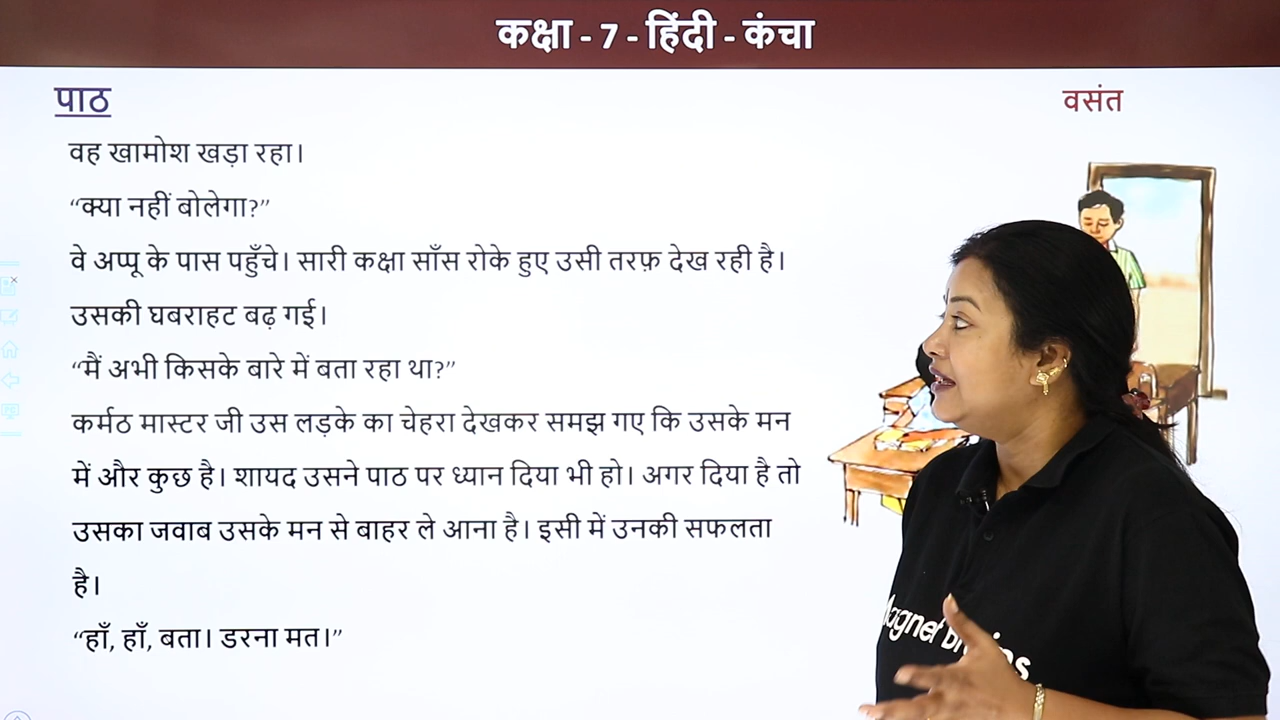 कक्षा - 7 - हिंदी - कंचा
पाठ
वसंत
वह खामोश खड़ा रहा।
“क्या नहीं बोलेगा?”
वे अप्पू के पास पहुँचे। सारी कक्षा साँस रोके हुए उसी तरफ़ देख रही है।
उसकी घबराहट बढ़ गई।
“मैं अभी किसके बारे में बता रहा था?”
कर्मठ मास्टर जी उस लड़के का चेहरा देखकर समझ गए कि उसके मन
में और कुछ है। शायद उसने पाठ पर ध्यान दिया भी हो। अगर दिया है तो
उसका जवाब उसके मन से बाहर ले आना है। इसी में उनकी सफलता
है।
“हाँ, हाँ, बता। डरना मत।”